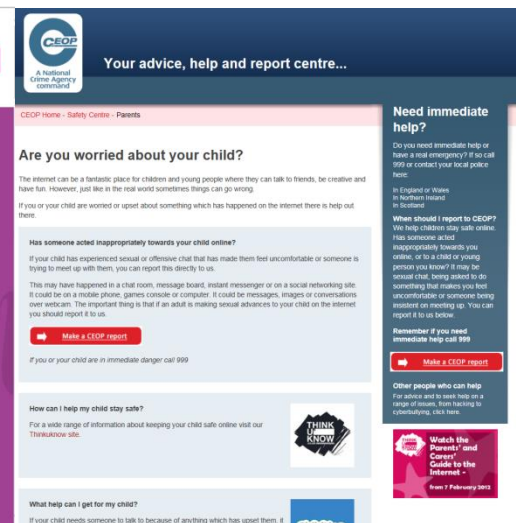 CEOP
A National
Crime Agency
command
Your advice, help and report centre...
CEOP Home - Safety Centre - Parents
Are you worried about your child?
The internet can be a fantastic place for children and young people where they can talk to friends, be creative and
have fun. However, just like in the real world sometimes things can go wrong.
If you or your child are worried or upset about something which has happened on the internet there is help out
there.
Has someone acted inappropriately towards your child online?
If your child has experienced sexual or offensive chat that has made them feel uncomfortable or someone is
trying to meet up with them, you can report this directly to us.
This may have happened in a chat room, message board, instant messenger or on a social networking site.
It could be on a mobile phone, games console or computer. It could be messages, images or conversations
over webcam. The important thing is that if an adult is making sexual advances to your child on the internet
you should report it to us.
Make a CEOP report
If you or your child are in immediate danger call 999
How can I help my child stay safe?
For a wide range of information about keeping your child safe online visit our
Thinkuknow site.
THINK
U
KNOW
What help can I get for my child?
If your child needs someone to talk to because of anything which has upset them, it
Need immediate
help?
Do you need immediate help or
have a real emergency? If so call
999 or contact your local police
here:
In England or Wales
In Northern Ireland
In Scotland
When should I report to CEOP?
We help children stay safe online.
Has someone acted
inappropriately towards you
online, or to a child or young
person you know? It may be
sexual chat, being asked to do
something that makes you feel
uncomfortable or someone being
insistent on meeting up. You can
report it to us below.
Remember if you need
immediate help call 999
Make a CEOP report
Other people who can help
For advice and to seek help on a
range of issues, from hacking to
cyberbullying, click here.
Watch the
Parents' and
Carers'
Guide to the
Internet -
from 7 February 2012